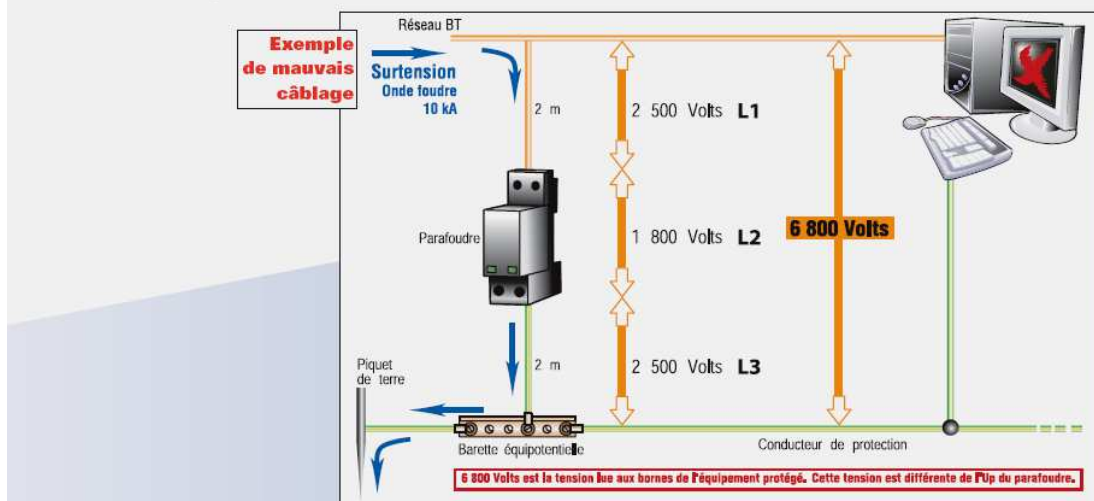 Réseau BT
Exemple
de mauvais
câblage
Surtension
Onde foudre
10 kA
2 m
2 500 Volts L1
Parafoudre
1 800 Volts L2
6 800 Volts
2 m
2 500 Volts L3
Piquet
de terre
Barette équipotentielle
Conducteur de protection
6 800 Volts est la tension lue aux bornes de l'équipement protégé. Cette tension est différente de l'Up du parafoudre.